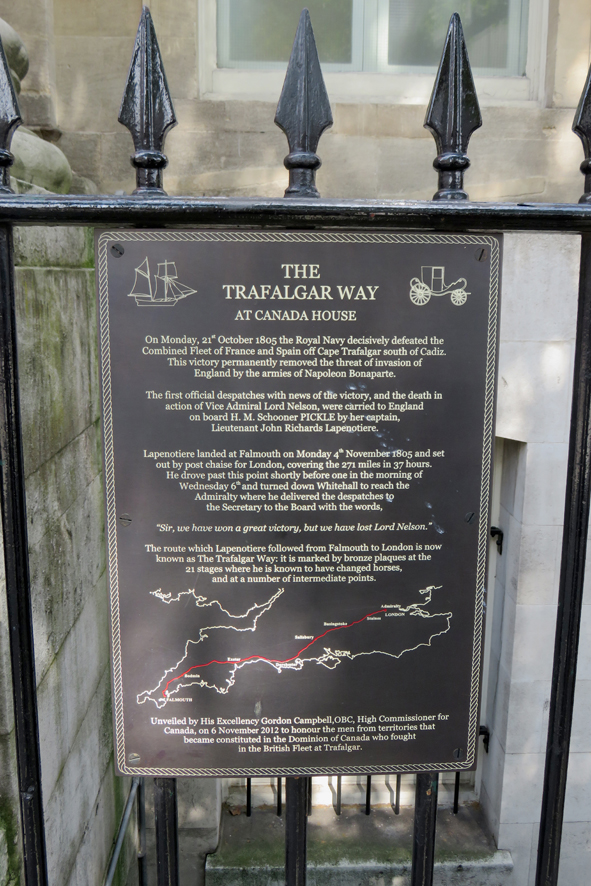 THE
TRAFALGAR WAY
AT CANADA HOUSE
On Monday, 21st October 1805 the Royal Navy decisively defeated the
Combined Fleet of France and Spain off Cape Trafalgar south of Cadiz.
This victory permanently removed the threat of invasion of
England by the armies of Napoleon Bonaparte.
The first official despatches with news of the victory, and the death in
action of Vice Admiral Lord Nelson, were carried to England
on board H. M. Schooner PICKLE by her captain,
Lieutenant John Richards Lapenotiere.
Lapenotiere landed at Falmouth on Monday 4th November 1805 and set
out by post chaise for London, covering the 271 miles in 37 hours.
He drove past this point shortly before one in the morning of
Wednesday 6th and turned down Whitehall to reach the
Admiralty where he delivered the despatches to
the Secretary to the Board with the words,
"Sir, we have won a great victory, but we have lost Lord Nelson."
The route which Lapenotiere followed from Falmouth to London is now
known as The Trafalgar Way: it is marked by bronze plaques at the
21 stages where he is known to have changed horses,
and at a number of intermediate points.
Admiralty
LONDON
Staines
Basingstoke
Salisbury
Exeter
Bodmin
FALMOUTH
Unveiled by His Excellency Gordon Campbell,OBC, High Commissioner for
Canada, on 6 November 2012 to honour the men from territories that
became constituted in the Dominion of Canada who fought
in the British Fleet at Trafalgar.